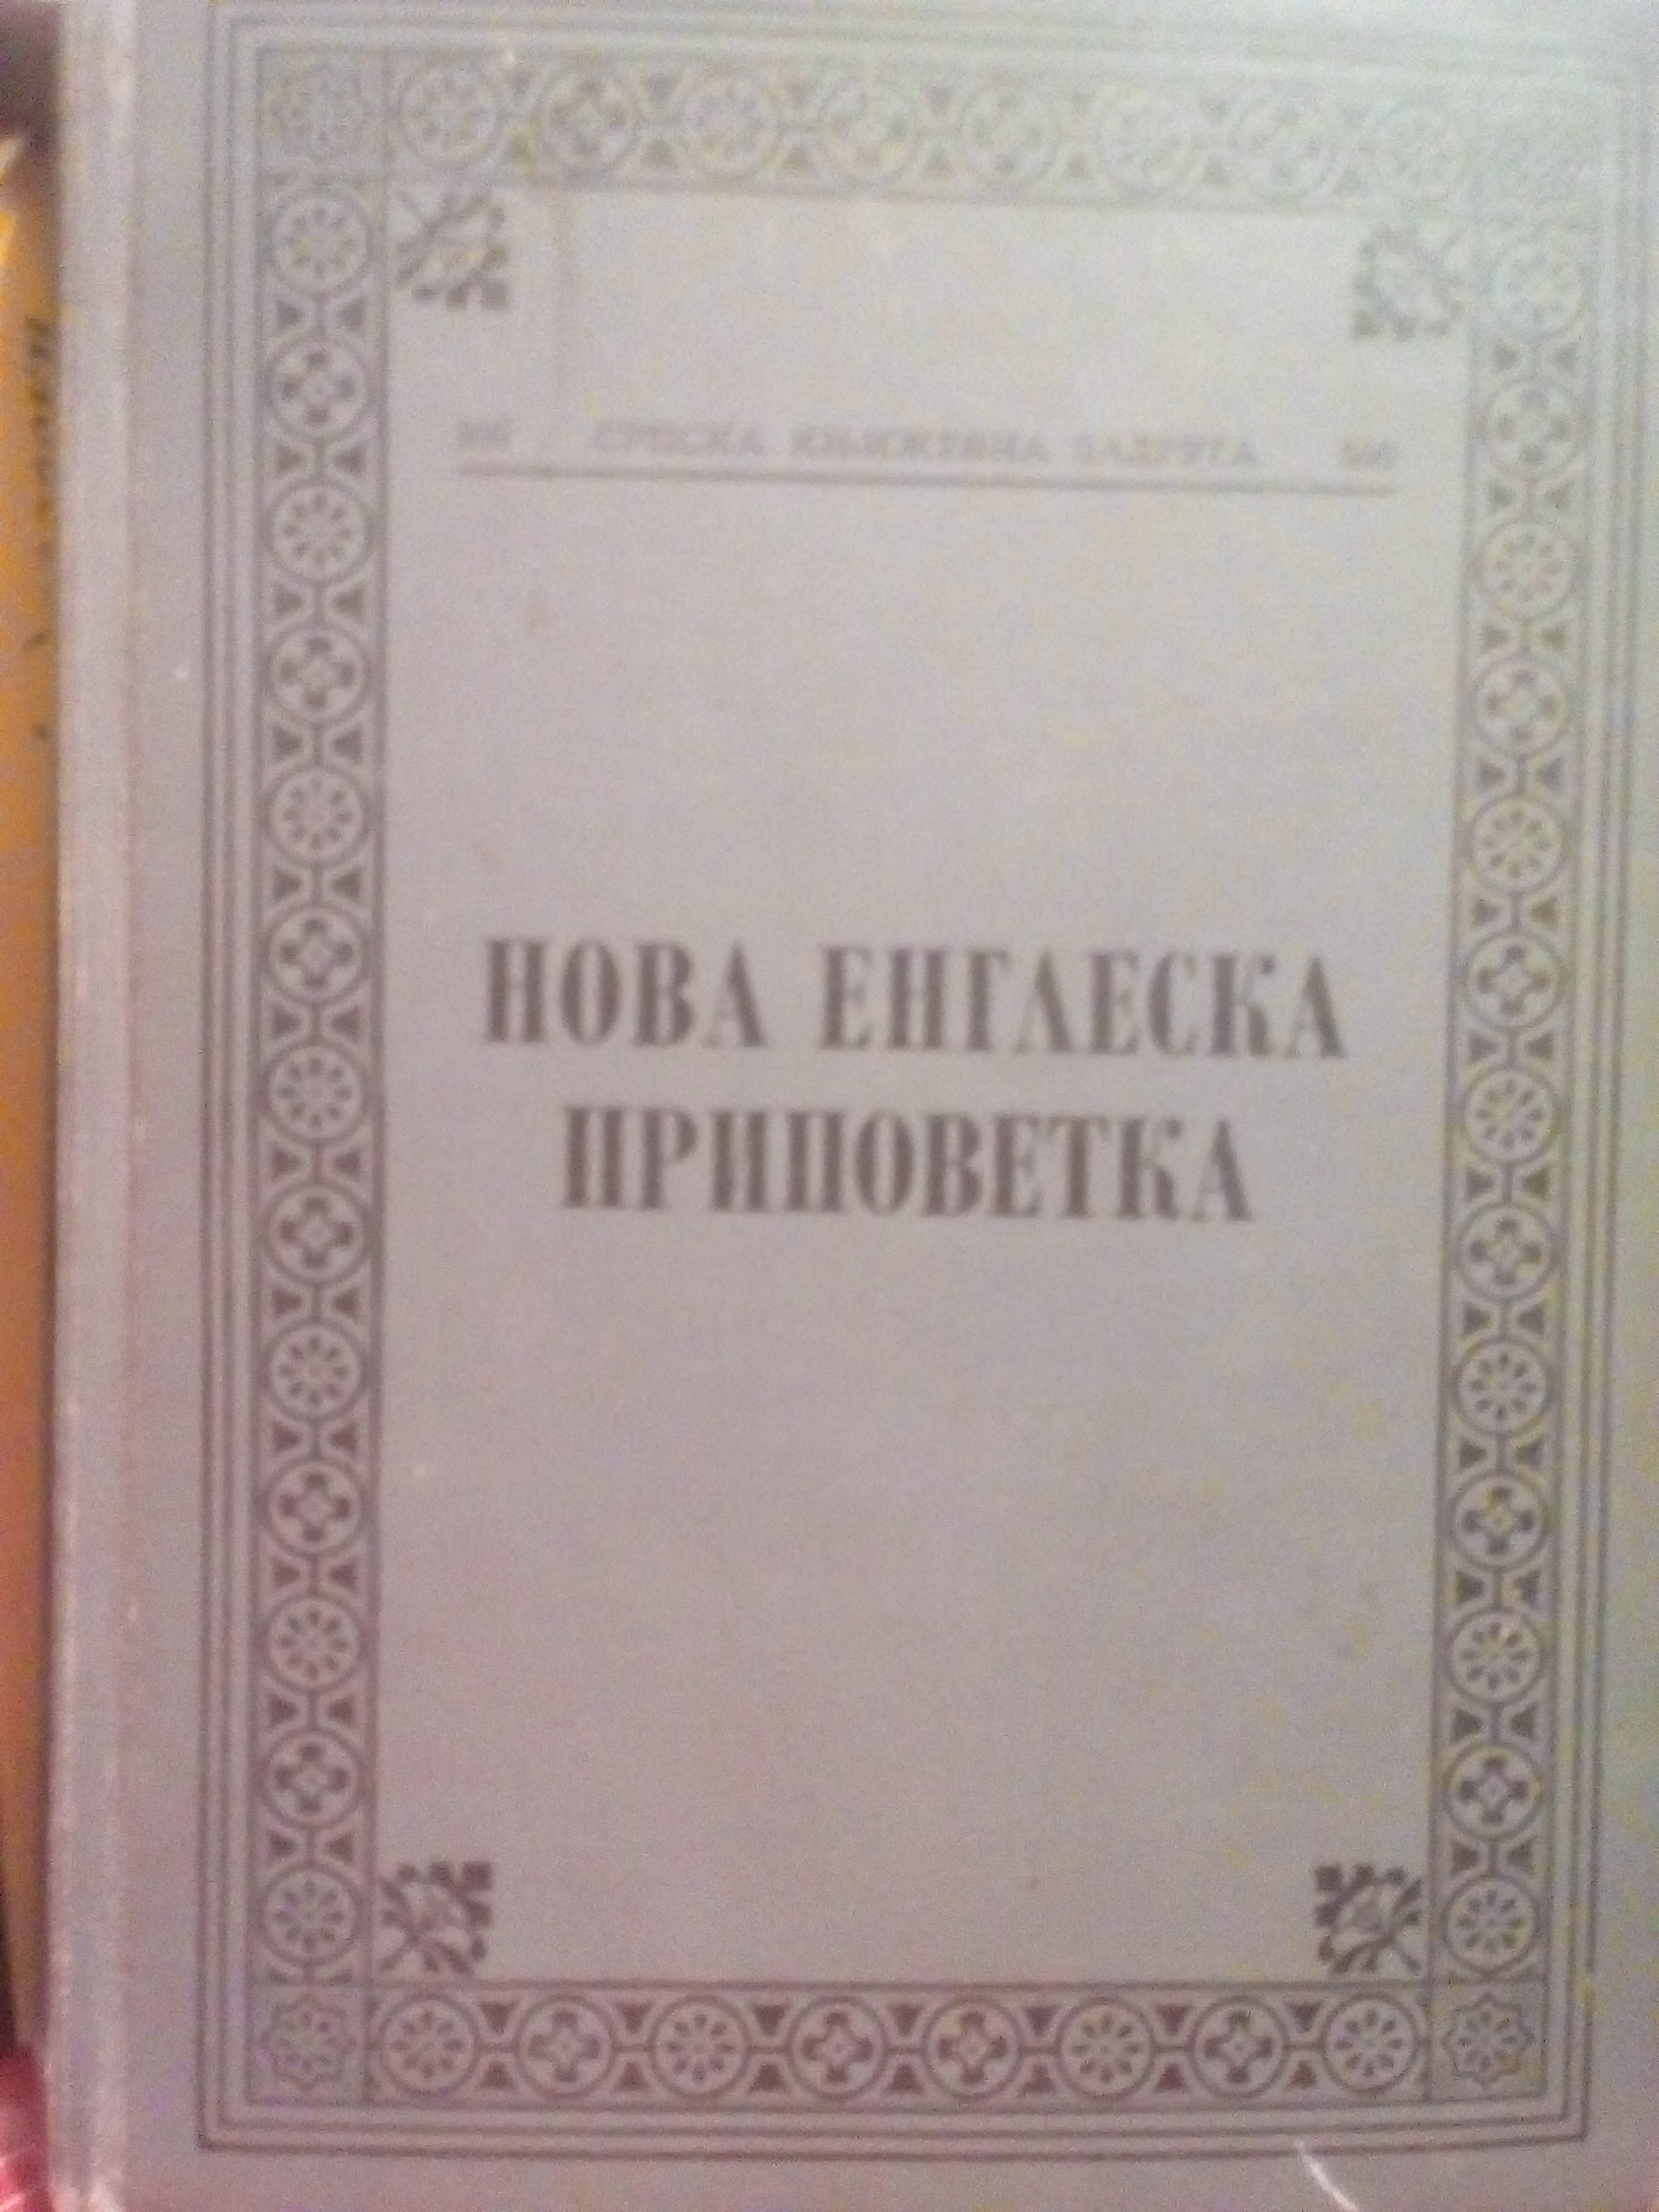 СРПСКА КЊИЖЕВНА ЗАДРУГА
НОВА ЕНГЛЕСКА
ПРИПОВЕТКА